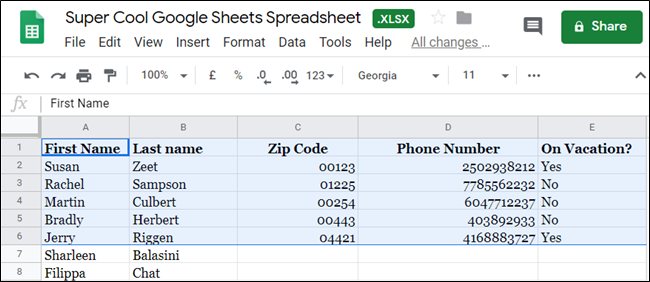 Super Cool Google Sheets Spreadsheet .XLSX
File Edit View Insert Format Data Tools Help All changes ...
Share
100% £ % .0 .00 123 Georgia 11 ...
fx First Name
A B C D E
1 First Name Last name Zip Code Phone Number On Vacation?
2 Susan Zeet 00123 2502938212 Yes
3 Rachel Sampson 01225 7785562232 No
4 Martin Culbert 00254 6047712237 No
5 Bradly Herbert 00443 403892933 No
6 Jerry Riggen 04421 4168883727 Yes
7 Sharleen Balasini
8 Filippa Chat